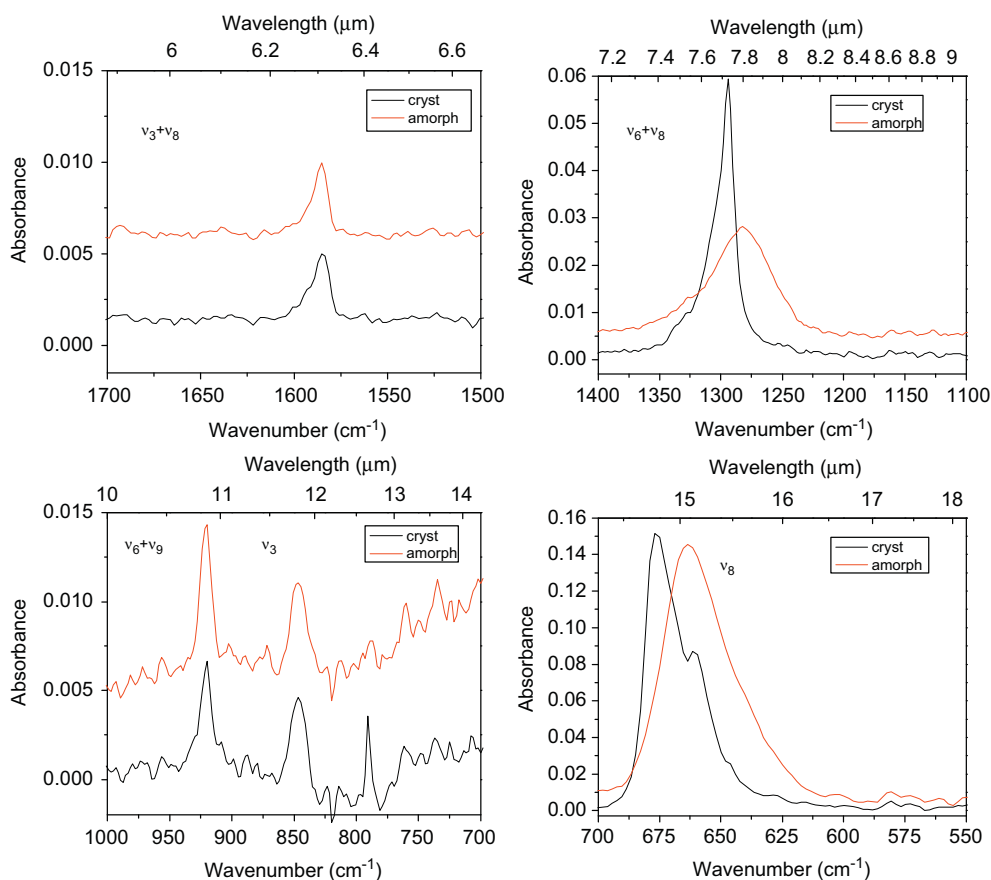 Wavelength (μm)
6 6.2 6.4 6.6
0.015
cryst
amorph
ν3+ν8
0.010
Absorbance
0.005
0.000
1700 1650 1600 1550 1500
Wavenumber (cm-1)
Wavelength (μm)
7.2 7.4 7.6 7.8 8 8.2 8.4 8.6 8.8 9
0.06
cryst
amorph
ν6+ν8
0.05
0.04
Absorbance
0.03
0.02
0.01
0.00
1400 1350 1300 1250 1200 1150 1100
Wavenumber (cm-1)
Wavelength (μm)
10 11 12 13 14
0.015
cryst
amorph
ν6+ν9 ν3
0.010
Absorbance
0.005
0.000
1000 950 900 850 800 750 700
Wavenumber (cm-1)
Wavelength (μm)
15 16 17 18
0.16
cryst
amorph
ν8
0.14
0.12
0.10
Absorbance
0.08
0.06
0.04
0.02
0.00
700 675 650 625 600 575 550
Wavenumber (cm-1)